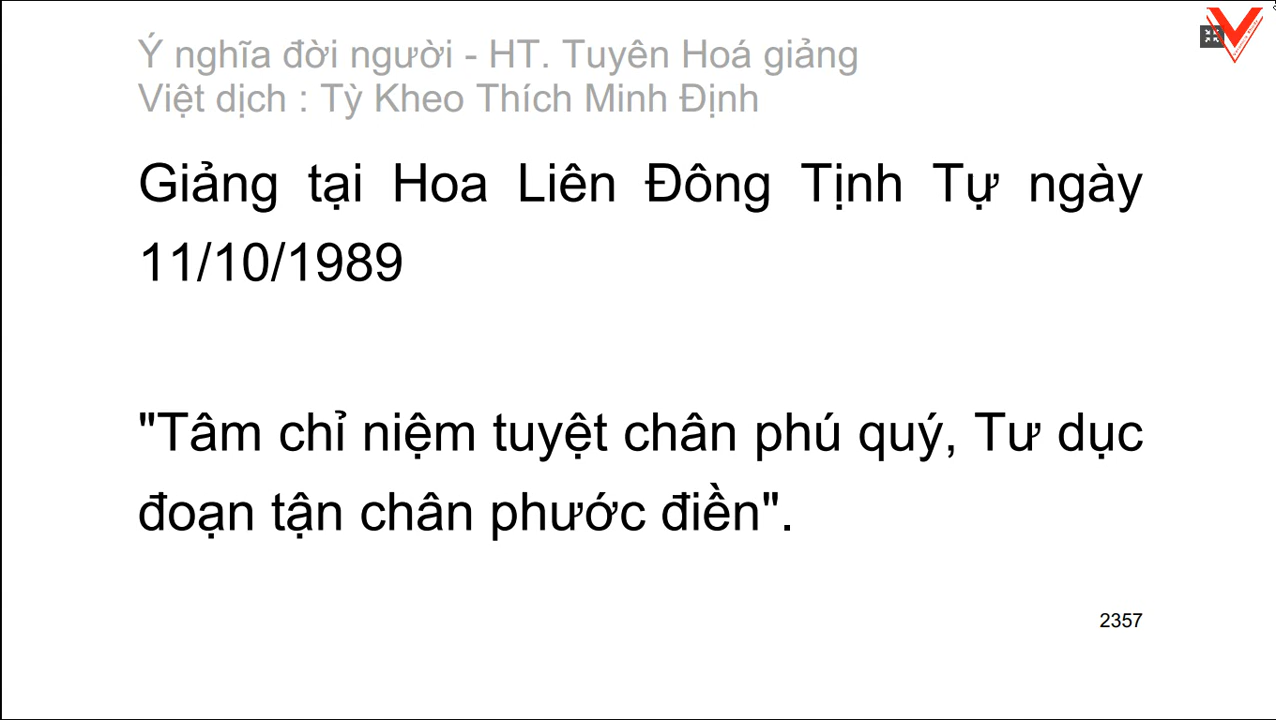 Ý nghĩa đời người - HT. Tuyên Hoá giảng
Việt dịch : Tỳ Kheo Thích Minh Định
Giảng tại Hoa Liên Đông Tịnh Tự ngày
11/10/1989
"Tâm chỉ niệm tuyệt chân phú quý, Tư dục
đoạn tận chân phước điền".
2357